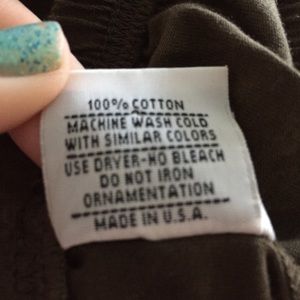 100% COTTON
MACHINE WASH COLD
WITH SIMILAR COLORS
USE DRYER-NO BLEACH
DO NOT IRON
ORNAMENTATION
MADE IN U.S.A.